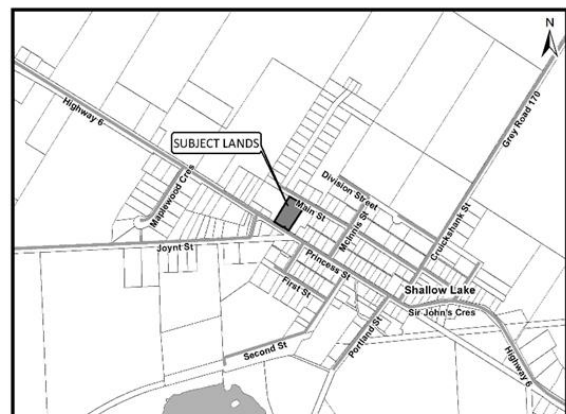 N
Highway 6
Grey Road 170
SUBJECT LANDS
Maplewood Cres
Main St
Division Street
McInnis St
Cruickshank St
Joynt St
Princess St
First St
Shallow Lake
Sir John's Cres
Portland St
Second St
Highway 6